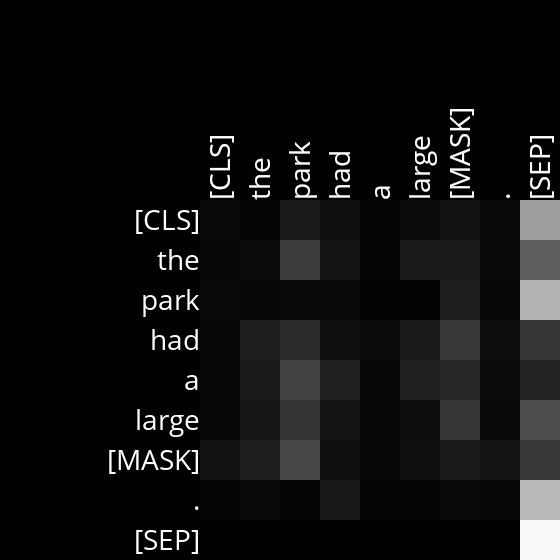 [CLS] the park had a large [MASK] . [SEP]
[CLS]
the
park
had
a
large
[MASK]
.
[SEP]